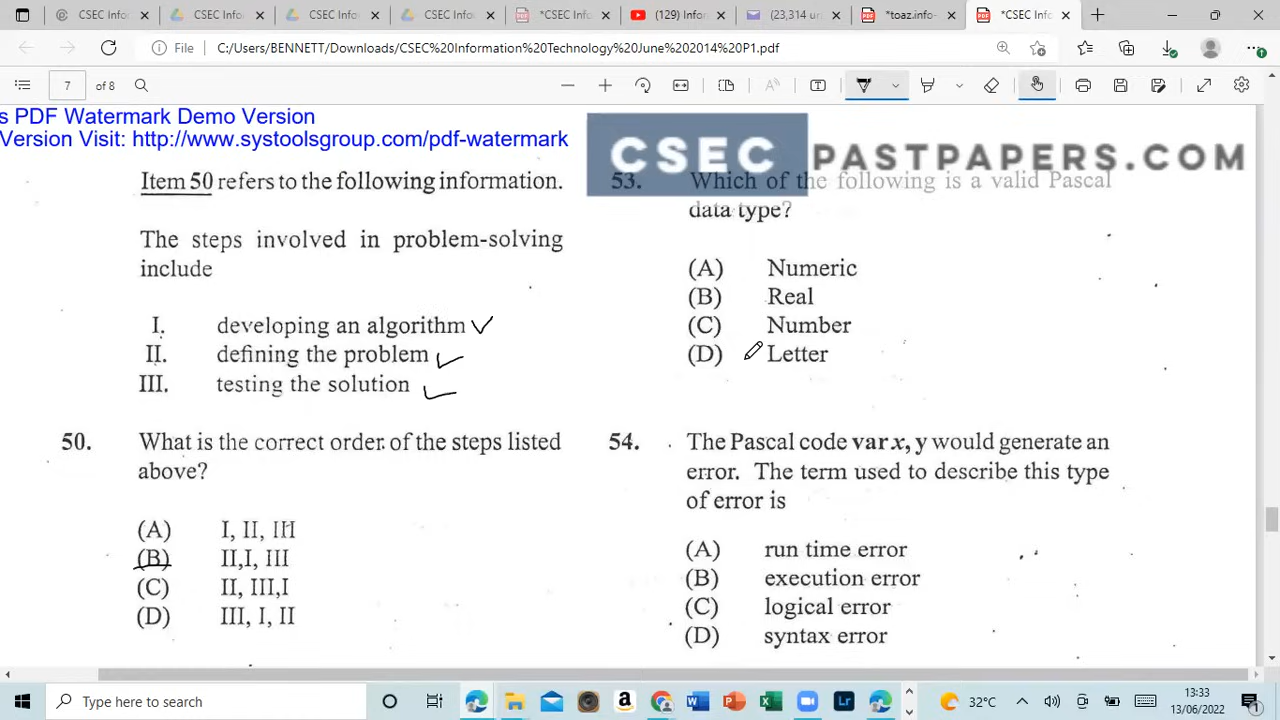 *CSEC Info
CSEC Infor
CSEC Infor
CSEC Infor
*CSEC Info
(129) Infor
(23,314 ur
*toaz.info-
*CSEC Info
File
C:/Users/BENNETT/Downloads/CSEC%20Information%20Technology%20June%202014%20P1.pdf
7 of 8
s PDF Watermark Demo Version
Version Visit: http://www.systoolsgroup.com/pdf-watermark
CSEC PASTPAPERS.COM
Item 50 refers to the following information.
The steps involved in problem-solving
include
I. developing an algorithm
II. defining the problem
III. testing the solution
50. What is the correct order of the steps listed
above?
(A) I, II, III
(B) II,I, III
(C) II, III,I
(D) III, I, II
53. Which of the following is a valid Pascal
data type?
(A) Numeric
(B) Real
(C) Number
(D) Letter
54. The Pascal code var x, y would generate an
error. The term used to describe this type
of error is
(A) run time error
(B) execution error
(C) logical error
(D) syntax error
Type here to search
32°C
13:33
13/06/2022